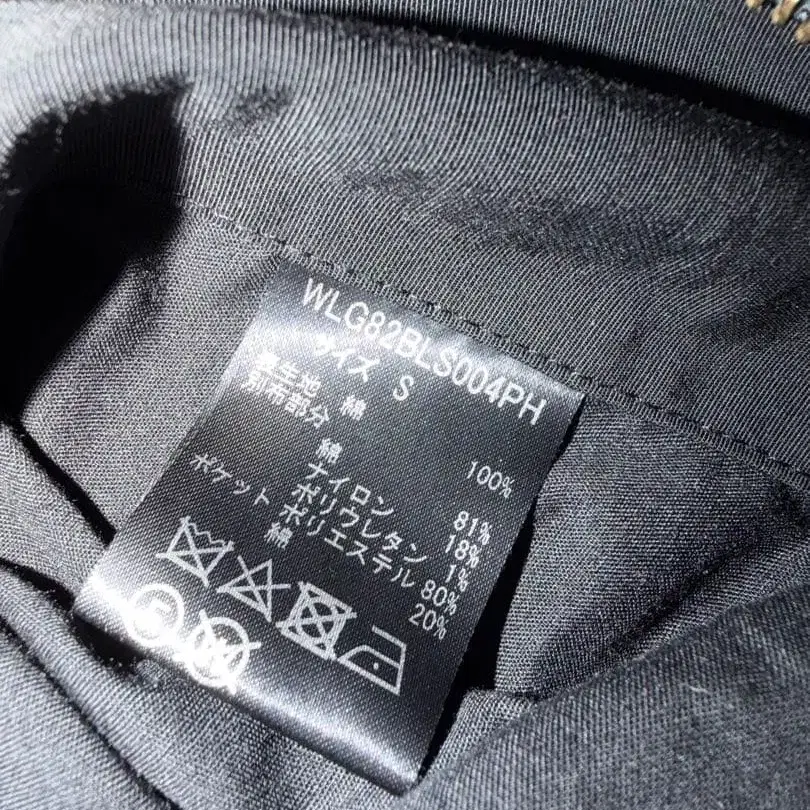 WLG82BLS004PH
サイズ S
表生地 綿 100%
別布部分
綿 81%
ナイロン 18%
ポリウレタン 1%
ポケット ポリエステル 80%
綿 20%